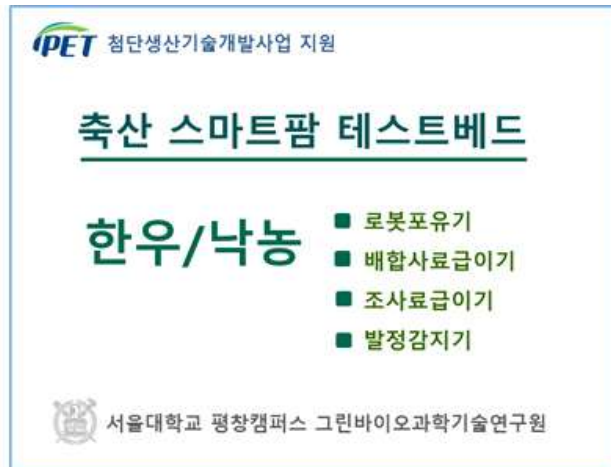 iPET 첨단생산기술개발사업 지원
축산 스마트팜 테스트베드
한우/낙농
로봇포유기
배합사료급이기
조사료급이기
발정감지기
서울대학교 평창캠퍼스 그린바이오과학기술연구원